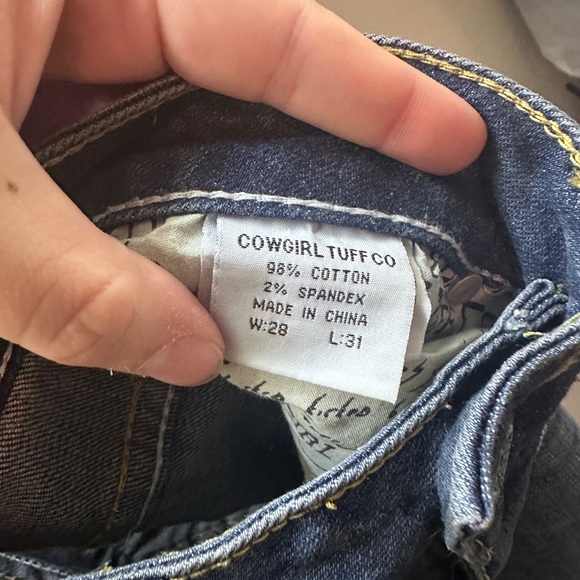 COWGIRL TUFF CO
98% COTTON
2% SPANDEX
MADE IN CHINA
W:28 L:31